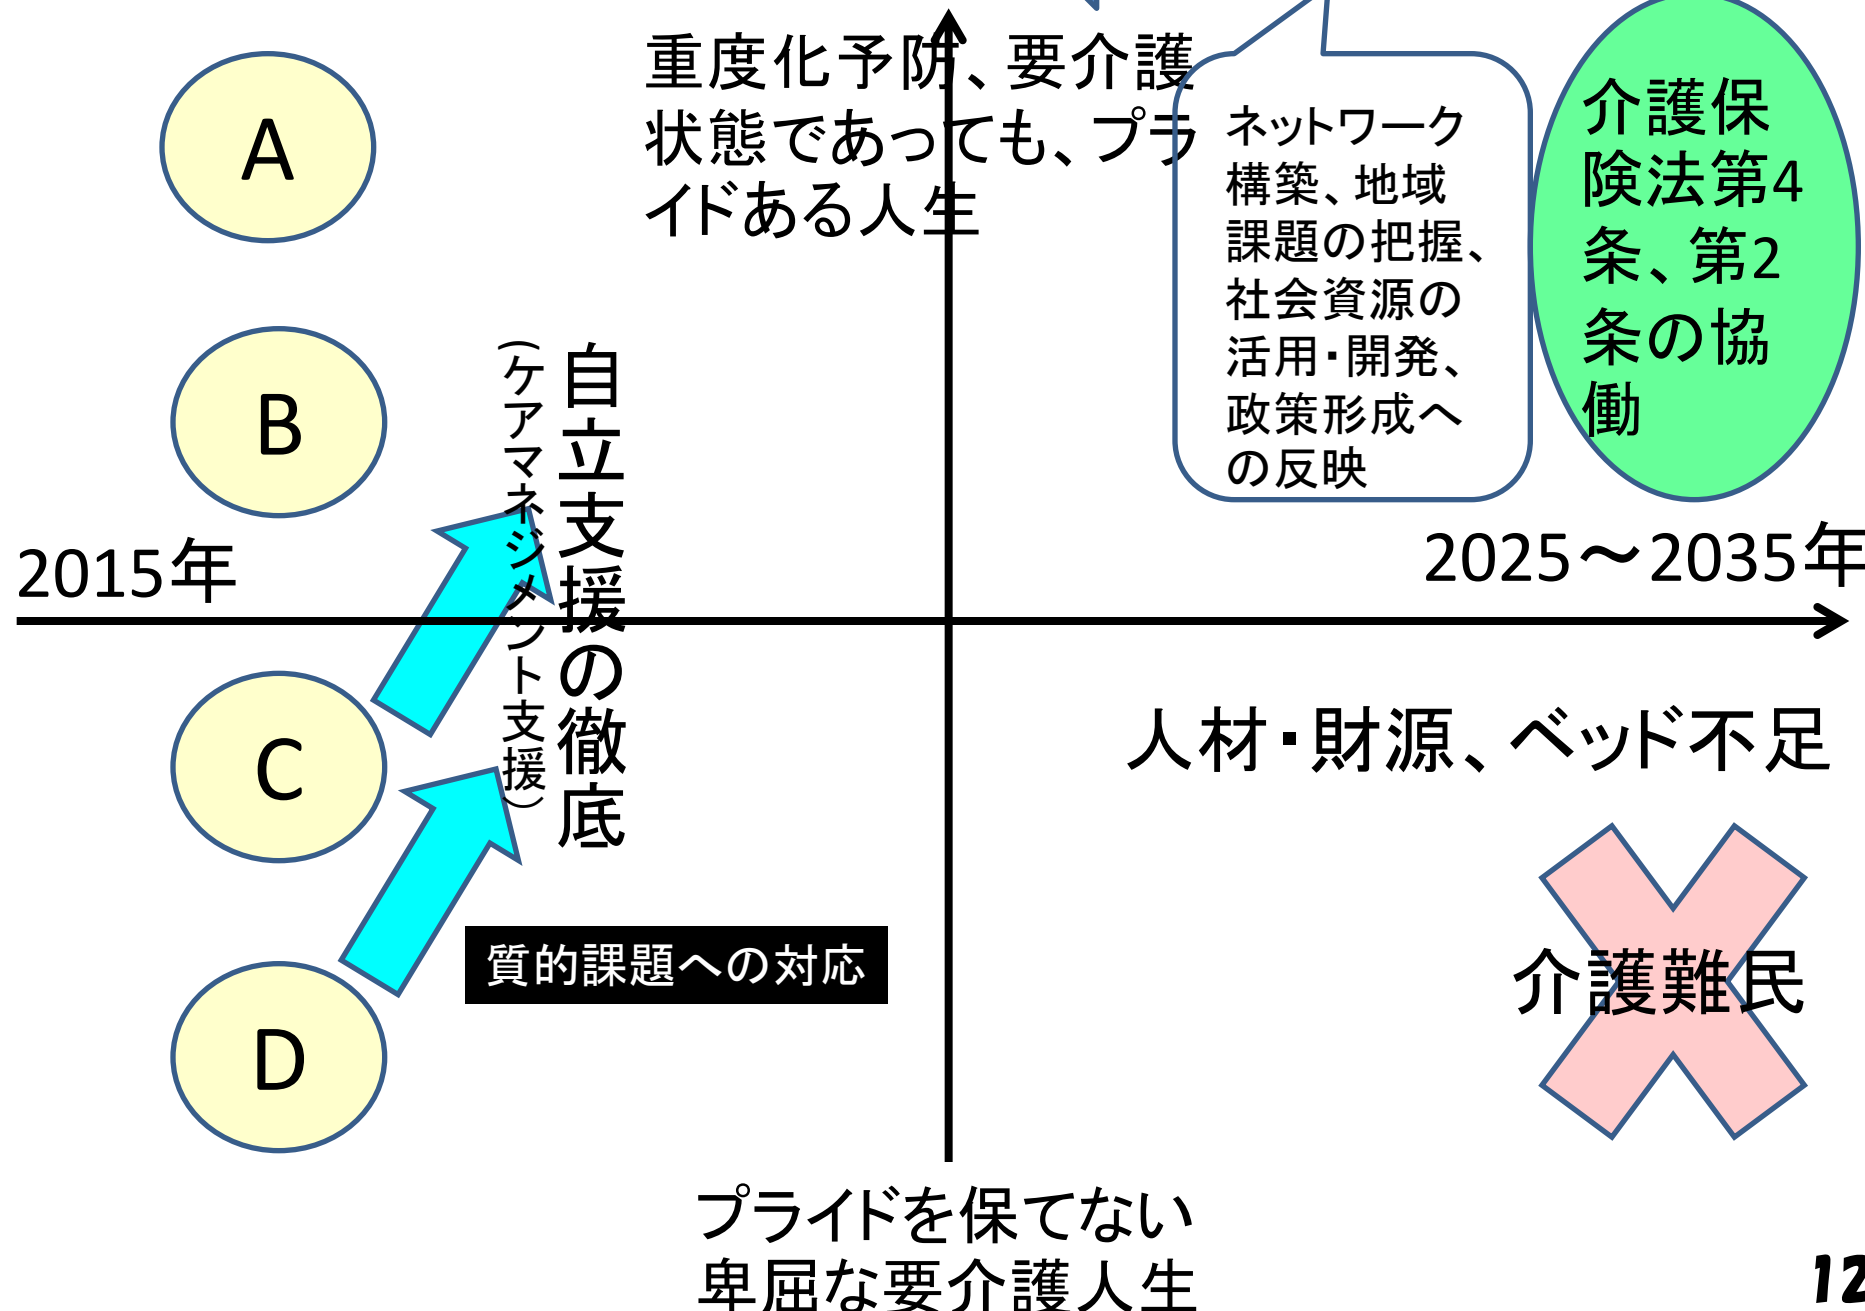 重度化予防、要介護
状態であっても、プラ
イドある人生
A
B
C
D
(ケアマネジメント支援)
自立支援の徹底
ネットワーク
構築、地域
課題の把握、
社会資源の
活用・開発、
政策形成へ
の反映
介護保
険法第4
条、第2
条の協
働
2015年
2025～2035年
人材・財源、ベッド不足
質的課題への対応
介護難民
プライドを保てない
卑屈な要介護人生
12